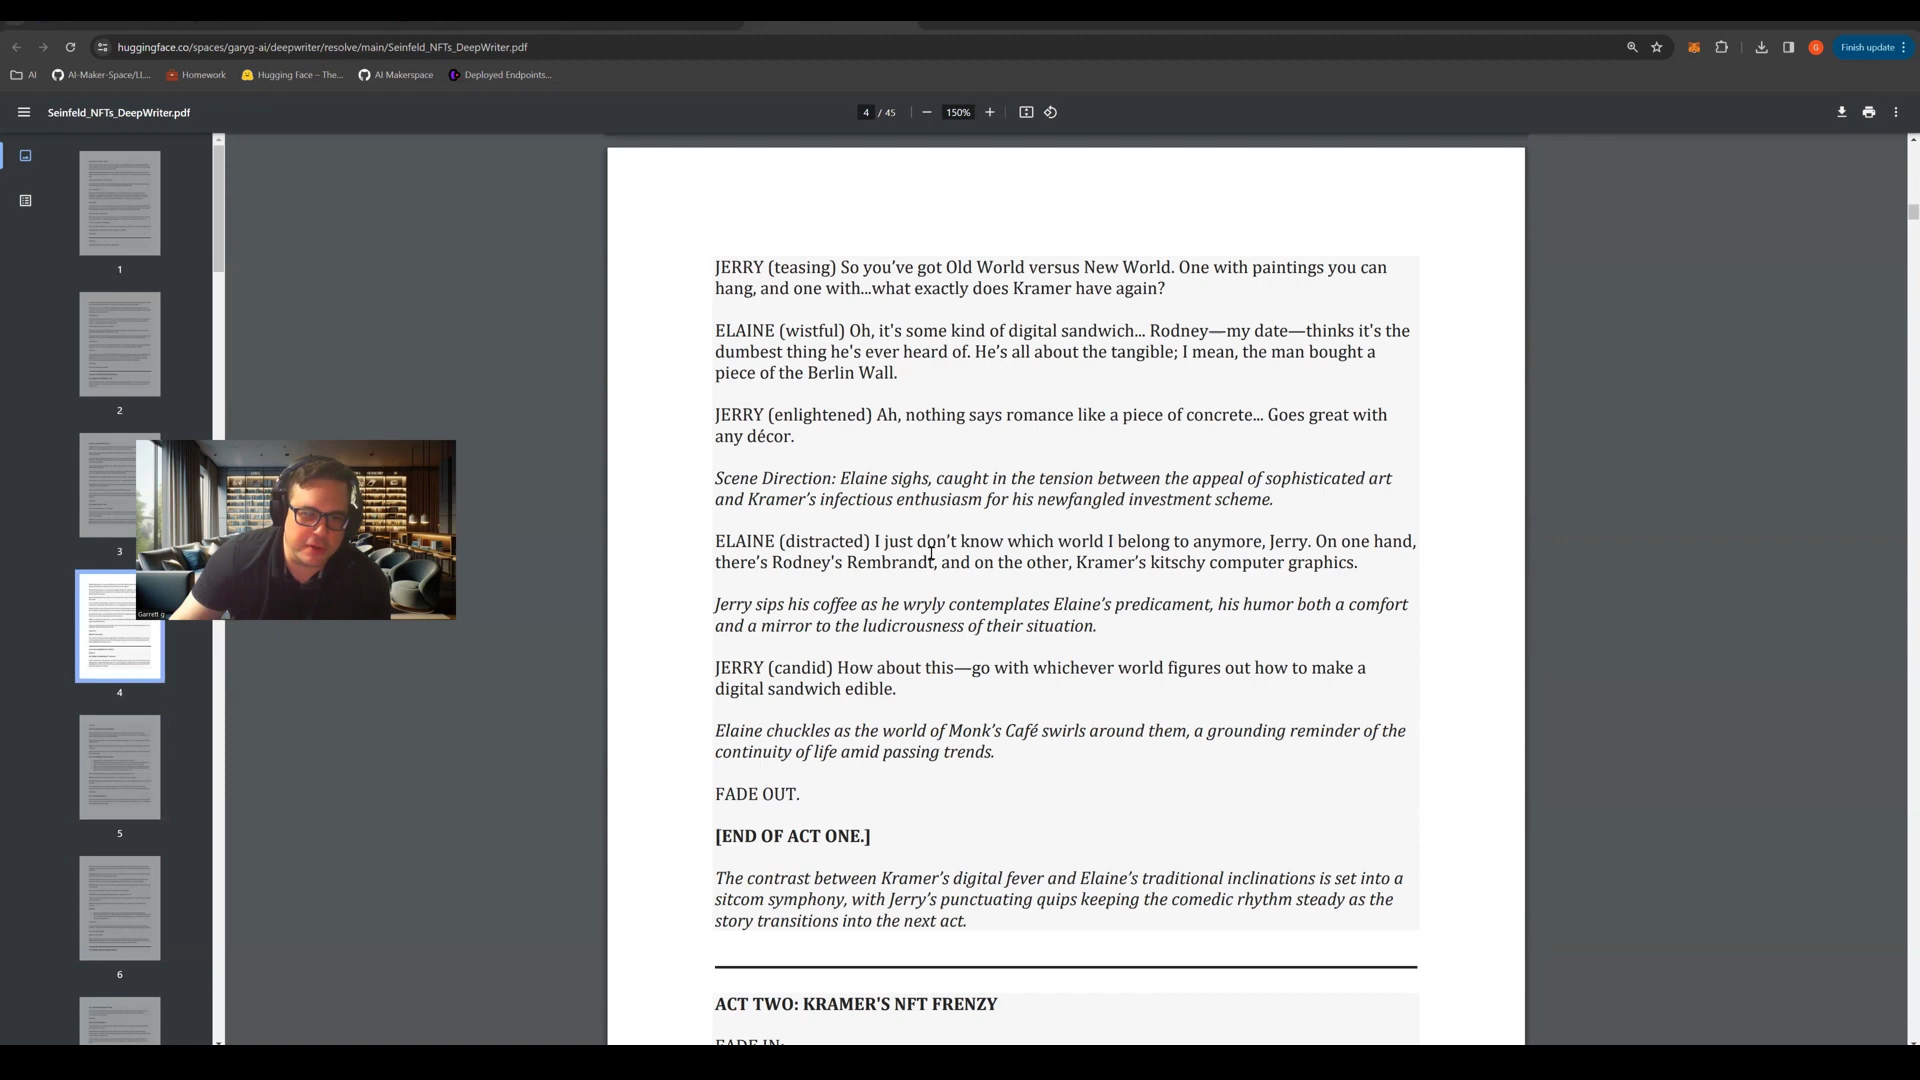 huggingface.co/spaces/garyg-ai/deepwriter/resolve/main/Seinfeld_NFTs_DeepWriter.pdf
G
Finish update
AI
AI-Maker-Space/LL...
Homework
Hugging Face – The...
AI Makerspace
Deployed Endpoints...
Seinfeld_NFTs_DeepWriter.pdf
4 / 45
150%
JERRY (teasing) So you’ve got Old World versus New World. One with paintings you can
hang, and one with...what exactly does Kramer have again?
ELAINE (wistful) Oh, it's some kind of digital sandwich... Rodney—my date—thinks it's the
dumbest thing he's ever heard of. He’s all about the tangible; I mean, the man bought a
piece of the Berlin Wall.
JERRY (enlightened) Ah, nothing says romance like a piece of concrete... Goes great with
any décor.
Scene Direction: Elaine sighs, caught in the tension between the appeal of sophisticated art
and Kramer’s infectious enthusiasm for his newfangled investment scheme.
ELAINE (distracted) I just don’t know which world I belong to anymore, Jerry. On one hand,
there’s Rodney's Rembrandt, and on the other, Kramer’s kitschy computer graphics.
Jerry sips his coffee as he wryly contemplates Elaine’s predicament, his humor both a comfort
and a mirror to the ludicrousness of their situation.
JERRY (candid) How about this—go with whichever world figures out how to make a
digital sandwich edible.
Elaine chuckles as the world of Monk’s Café swirls around them, a grounding reminder of the
continuity of life amid passing trends.
FADE OUT.
[END OF ACT ONE.]
The contrast between Kramer’s digital fever and Elaine’s traditional inclinations is set into a
sitcom symphony, with Jerry’s punctuating quips keeping the comedic rhythm steady as the
story transitions into the next act.
ACT TWO: KRAMER'S NFT FRENZY
FADE IN:
1
2
3
4
5
6
Garrett g